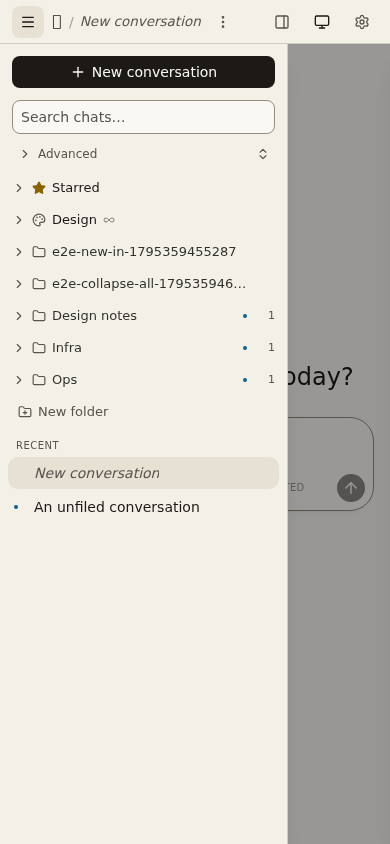 / New conversation
New conversation
Search chats...
Advanced
Starred
Design
e2e-new-in-1795359455287
e2e-collapse-all-179535946...
Design notes 1
Infra 1
Ops 1
New folder
RECENT
New conversation
An unfiled conversation
oday?